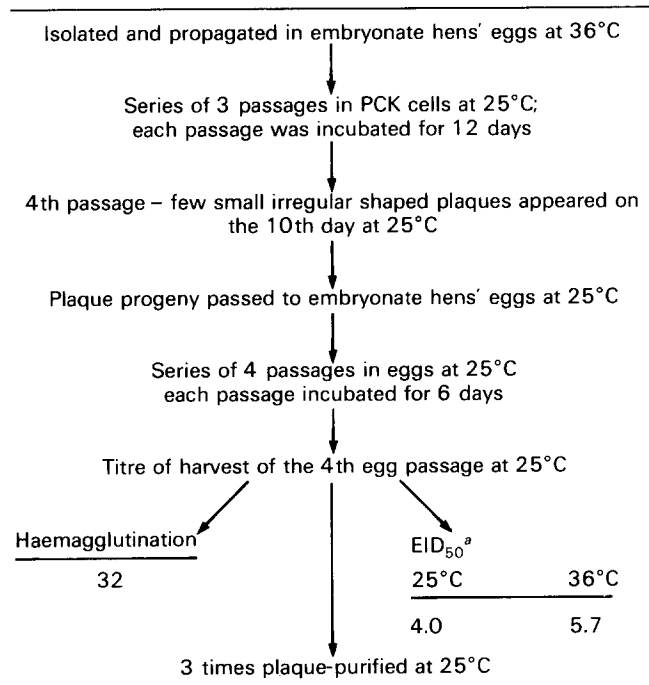 Isolated and propagated in embryonate hens' eggs at 36°C
Series of 3 passages in PCK cells at 25°C;
each passage was incubated for 12 days
4th passage – few small irregular shaped plaques appeared on
the 10th day at 25°C
Plaque progeny passed to embryonate hens' eggs at 25°C
Series of 4 passages in eggs at 25°C
each passage incubated for 6 days
Titre of harvest of the 4th egg passage at 25°C
Haemagglutination
32
EID50a
25°C 36°C
4.0 5.7
3 times plaque-purified at 25°C